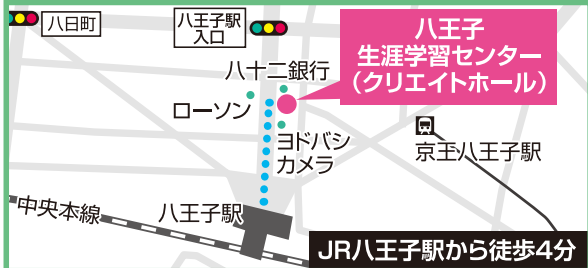 八日町
八王子駅
入口
八王子
生涯学習センター
(クリエイトホール)
八十二銀行
ローソン
ヨドバシ
カメラ
京王八王子駅
中央本線
八王子駅
JR八王子駅から徒歩4分